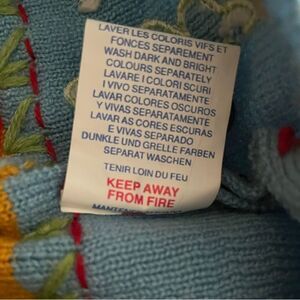 LAVER LES COLORIS VIFS ET
FONCES SEPAREMENT
WASH DARK AND BRIGHT
COLOURS SEPARATELY
LAVARE I COLORI SCURI
I VIVO SEPARATAMENTE
LAVAR COLORES OSCUROS
Y VIVAS SEPARATAMENTE
LAVAR AS CORES ESCURAS
E VIVAS SEPARADO
DUNKLE UND GRELLE FARBEN
SEPARAT WASCHEN
TENIR LOIN DU FEU
KEEP AWAY
FROM FIRE